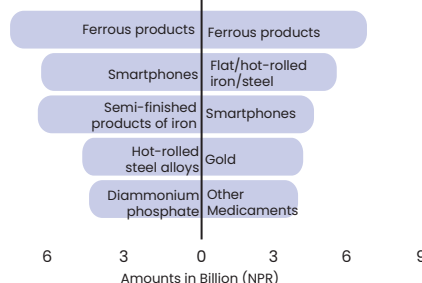 Ferrous products
Ferrous products
Smartphones
Flat/hot-rolled
iron/steel
Semi-finished
products of iron
Smartphones
Hot-rolled
steel alloys
Gold
Diammonium
phosphate
Other
Medicaments
6 3 0 3 6 9
Amounts in Billion (NPR)